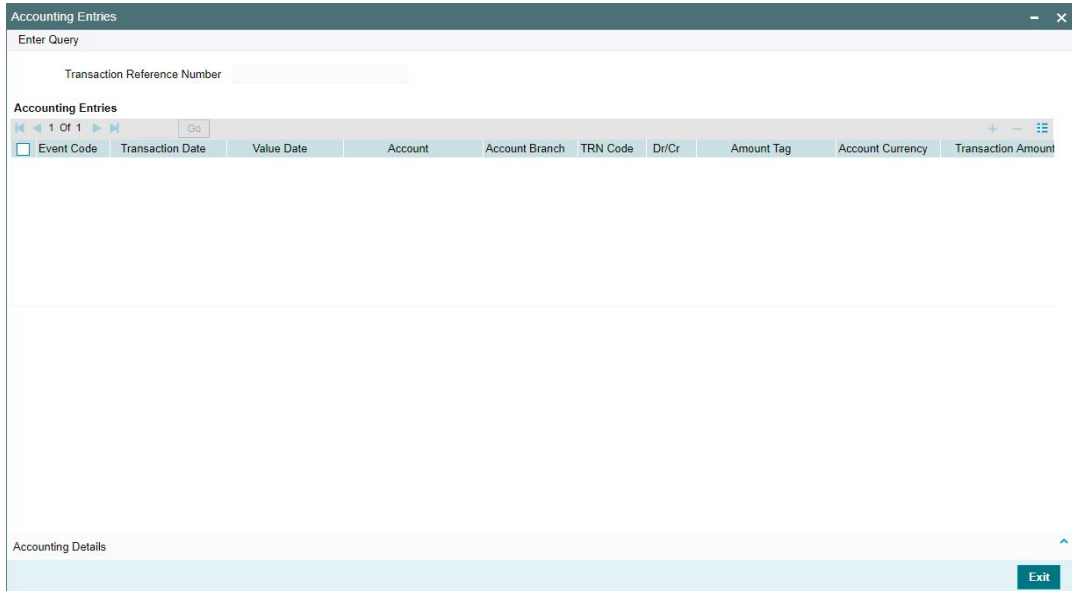 Accounting Entries
Enter Query
Transaction Reference Number
Accounting Entries
1 Of 1 Go
Event Code Transaction Date Value Date Account Account Branch TRN Code Dr/Cr Amount Tag Account Currency Transaction Amount
Accounting Details
Exit